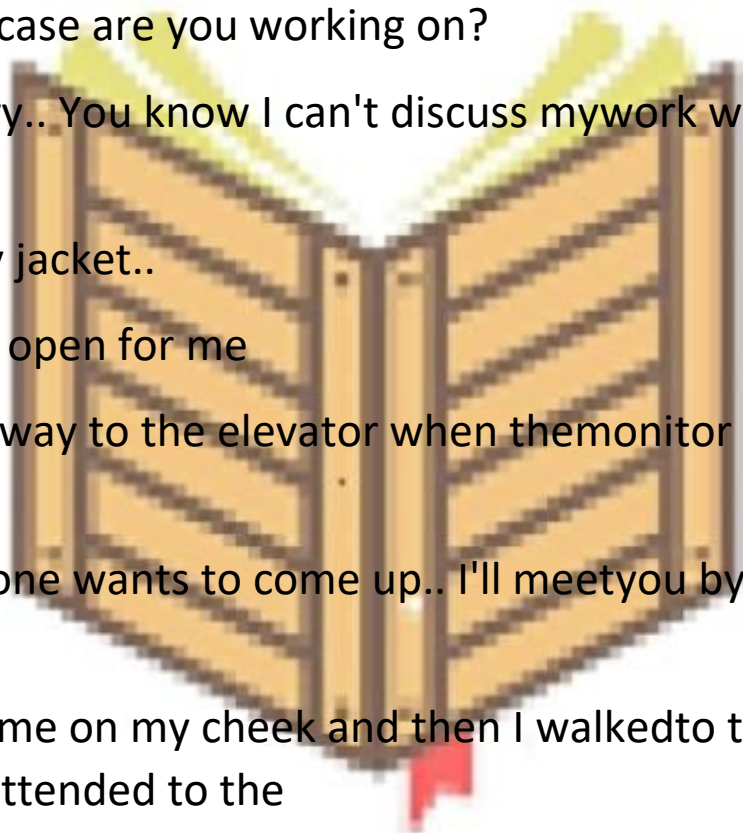 case are you working on?
y.. You know I can't discuss mywork w
jacket..
open for me
way to the elevator when themonitor
one wants to come up.. I'll meetyou by
me on my cheek and then I walkedto t
ttended to the